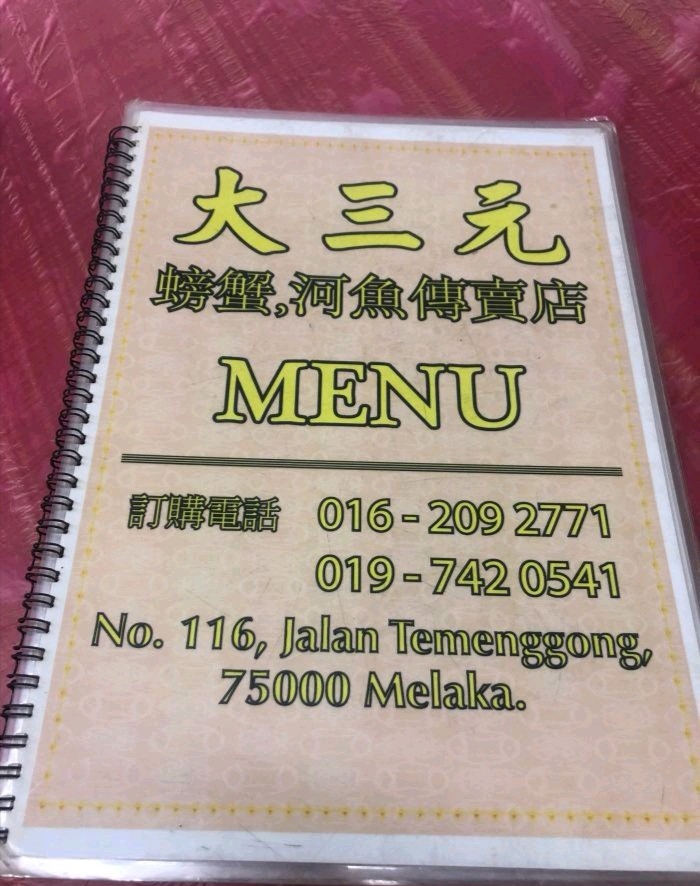 大三元
螃蟹,河魚傳賣店
MENU
訂購電話 016 - 209 2771
019 - 742 0541
No. 116, Jalan Temenggong,
75000 Melaka.